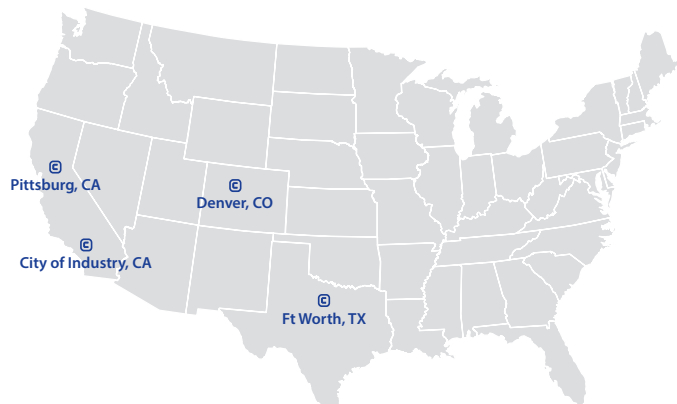 Pittsburg, CA
Denver, CO
City of Industry, CA
Ft Worth, TX